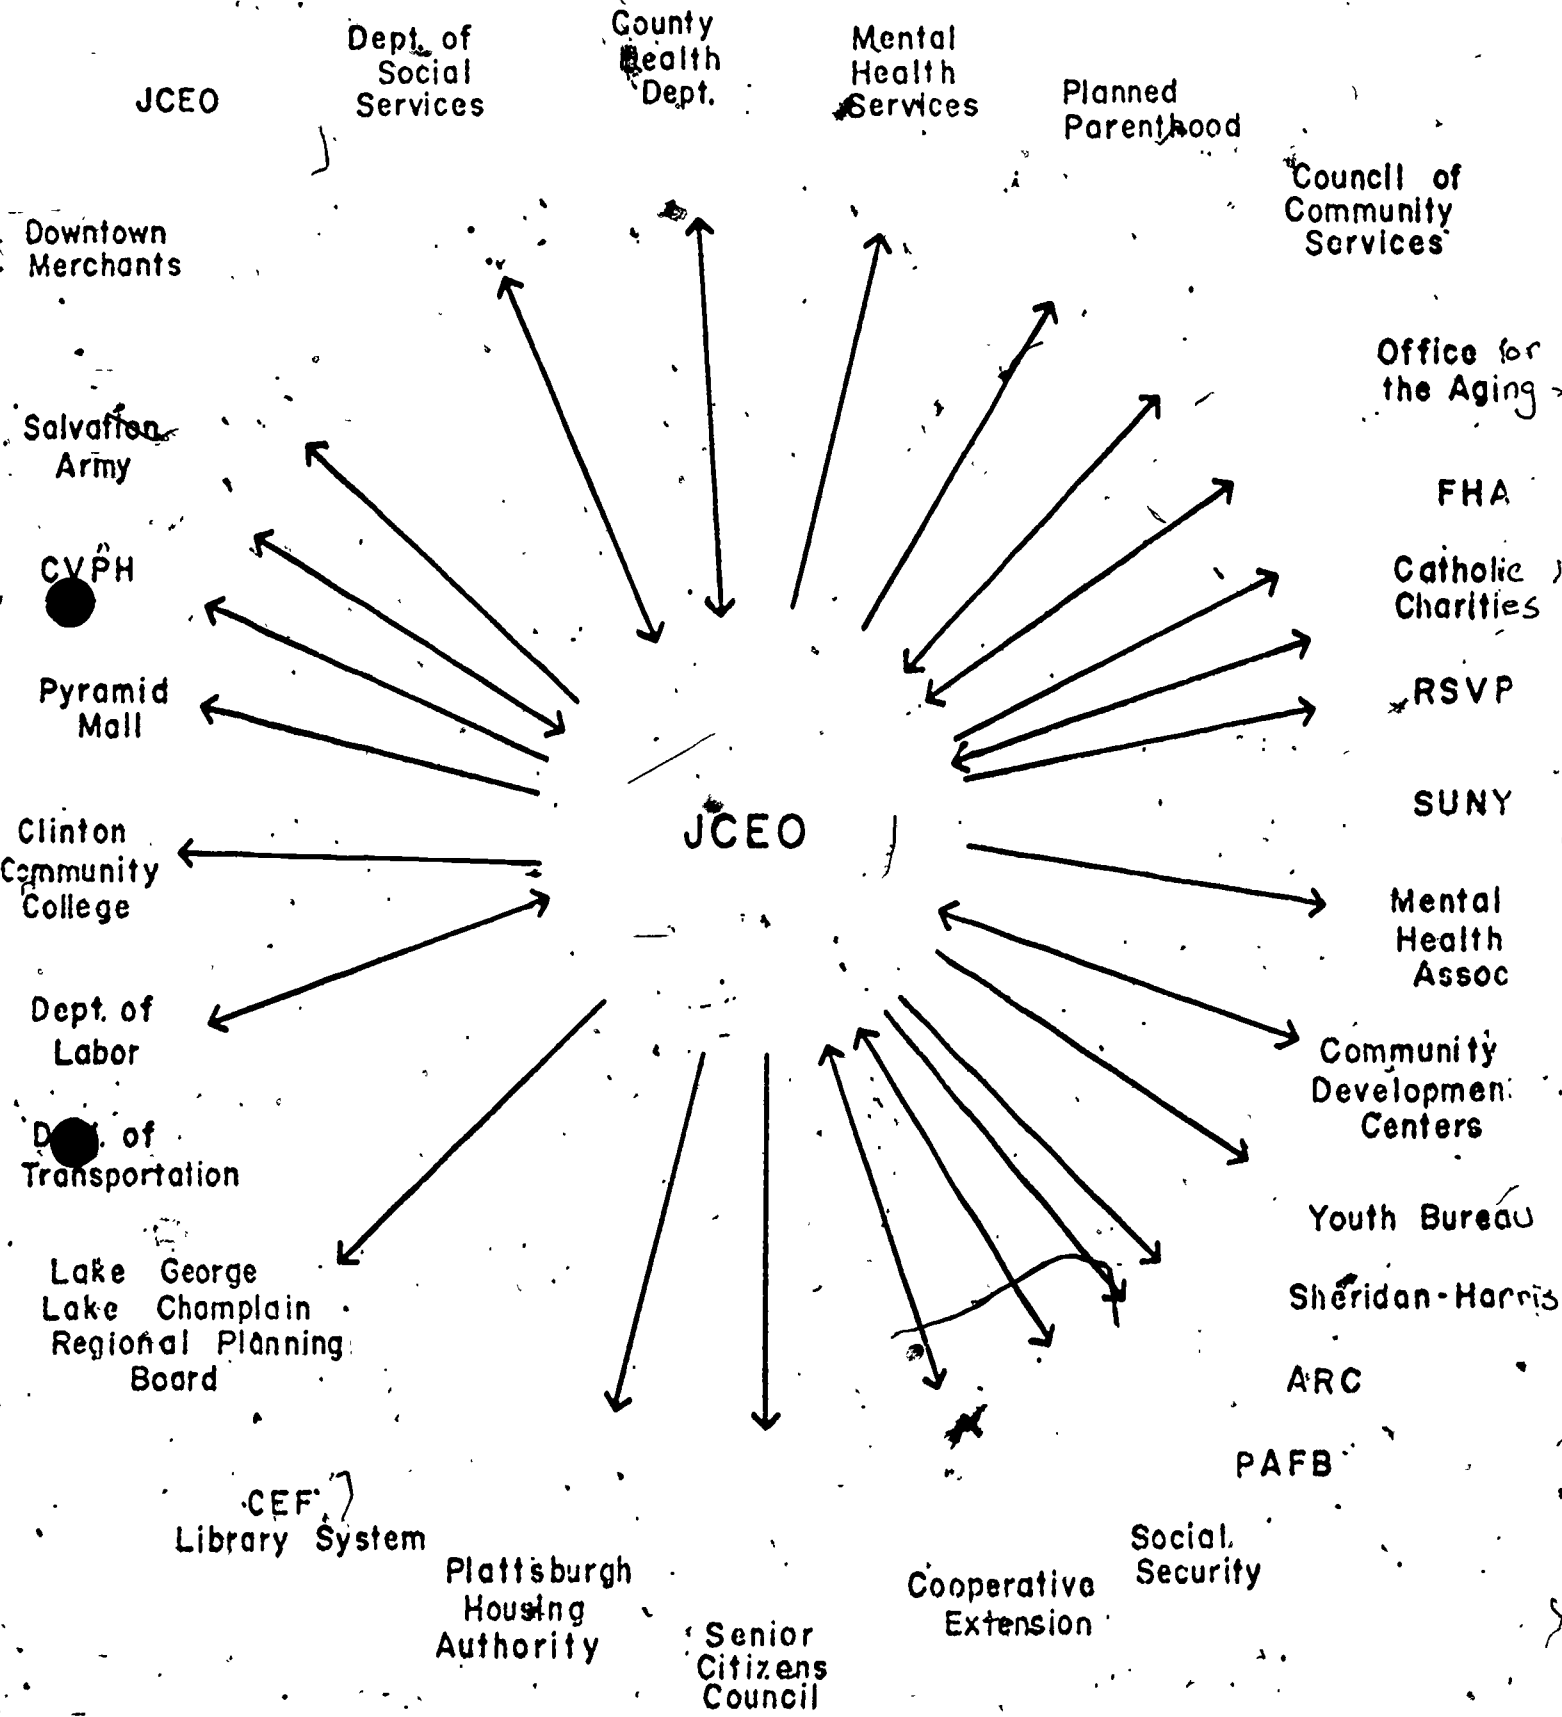 JCEO
Dept. of
Social
Services
County
Health
Dept.
Mental
Health
Services
Planned
Parenthood
Council of
Community
Services
Office for
the Aging
FHA
Catholic
Charities
RSVP
SUNY
Mental
Health
Assoc
Community
Developmen
Centers
Youth Bureau
Sheridan-Harris
ARC
PAFB
Social
Security
Cooperative
Extension
Senior
Citizens
Council
Plattsburgh
Housing
Authority
CEF
Library System
Lake George
Lake Champlain
Regional Planning
Board
of
Transportation
Dept. of
Labor
Clinton
Community
College
Pyramid
Mall
CVPH
Salvation
Army
Downtown
Merchants
JCEO